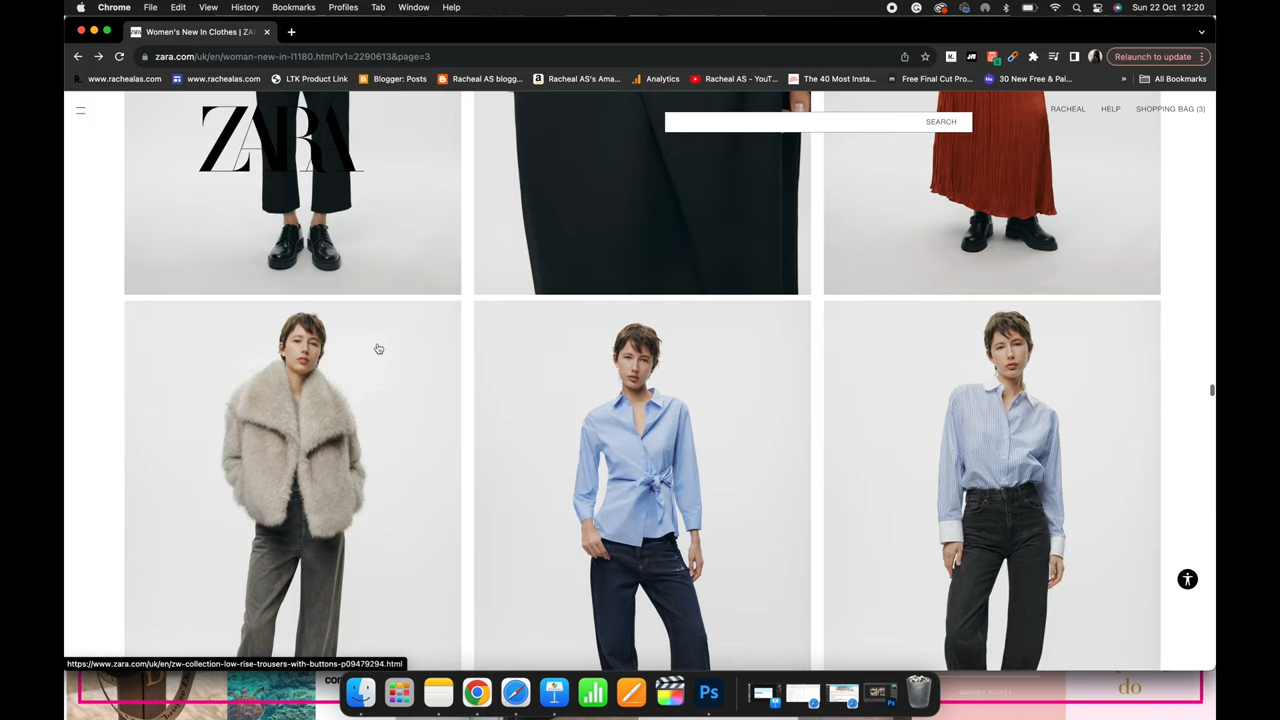 Chrome File Edit View History Bookmarks Profiles Tab Window Help Sun 22 Oct 12:20
Women's New In Clothes | ZA
zara.com/uk/en/woman-new-in-l1180.html?v1=2290613&page=3 Relaunch to update
www.rachealas.com www.rachealas.com LTK Product Link Blogger: Posts Racheal AS blogg... Racheal AS's Ama... Analytics Racheal AS - YouT... The 40 Most Insta... Free Final Cut Pro... 30 New Free & Pai... » All Bookmarks
ZARA
SEARCH
RACHEAL HELP SHOPPING BAG (3)
https://www.zara.com/uk/en/zw-collection-low-rise-trousers-with-buttons-p09479294.html
Ps
do